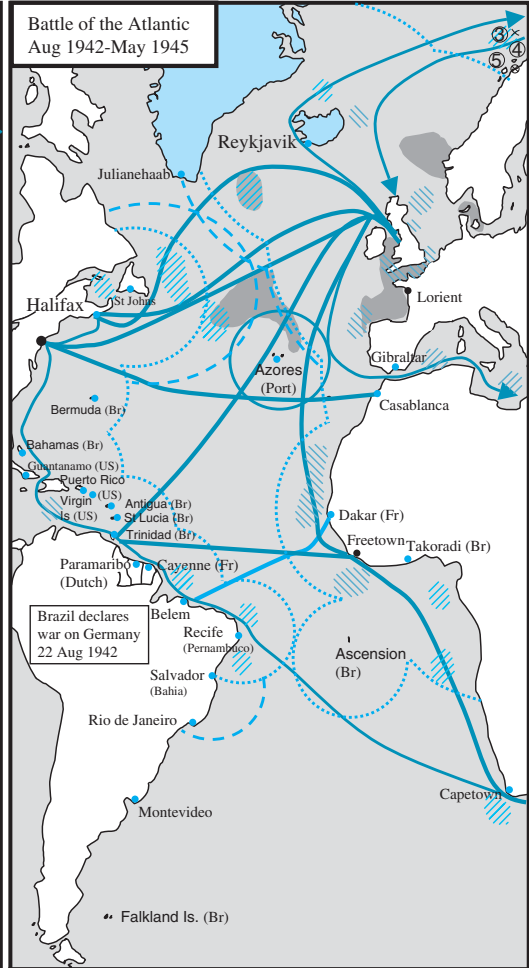 Battle of the Atlantic
Aug 1942-May 1945
③
④
⑤
Reykjavik
Julianehaab
St Johns
Halifax
Lorient
Gibraltar
Azores
(Port)
Casablanca
Bermuda (Br)
Bahamas (Br)
Guantanamo (US)
Puerto Rico
(US)
Virgin
Is (US)
Antigua (Br)
St Lucia (Br)
Trinidad (Br)
Dakar (Fr)
Freetown
Takoradi (Br)
Paramaribo
(Dutch)
Cayenne (Fr)
Belem
Brazil declares
war on Germany
22 Aug 1942
Recife
(Pernambuco)
Ascension
(Br)
Salvador
(Bahia)
Rio de Janeiro
Capetown
Montevideo
Falkland Is. (Br)